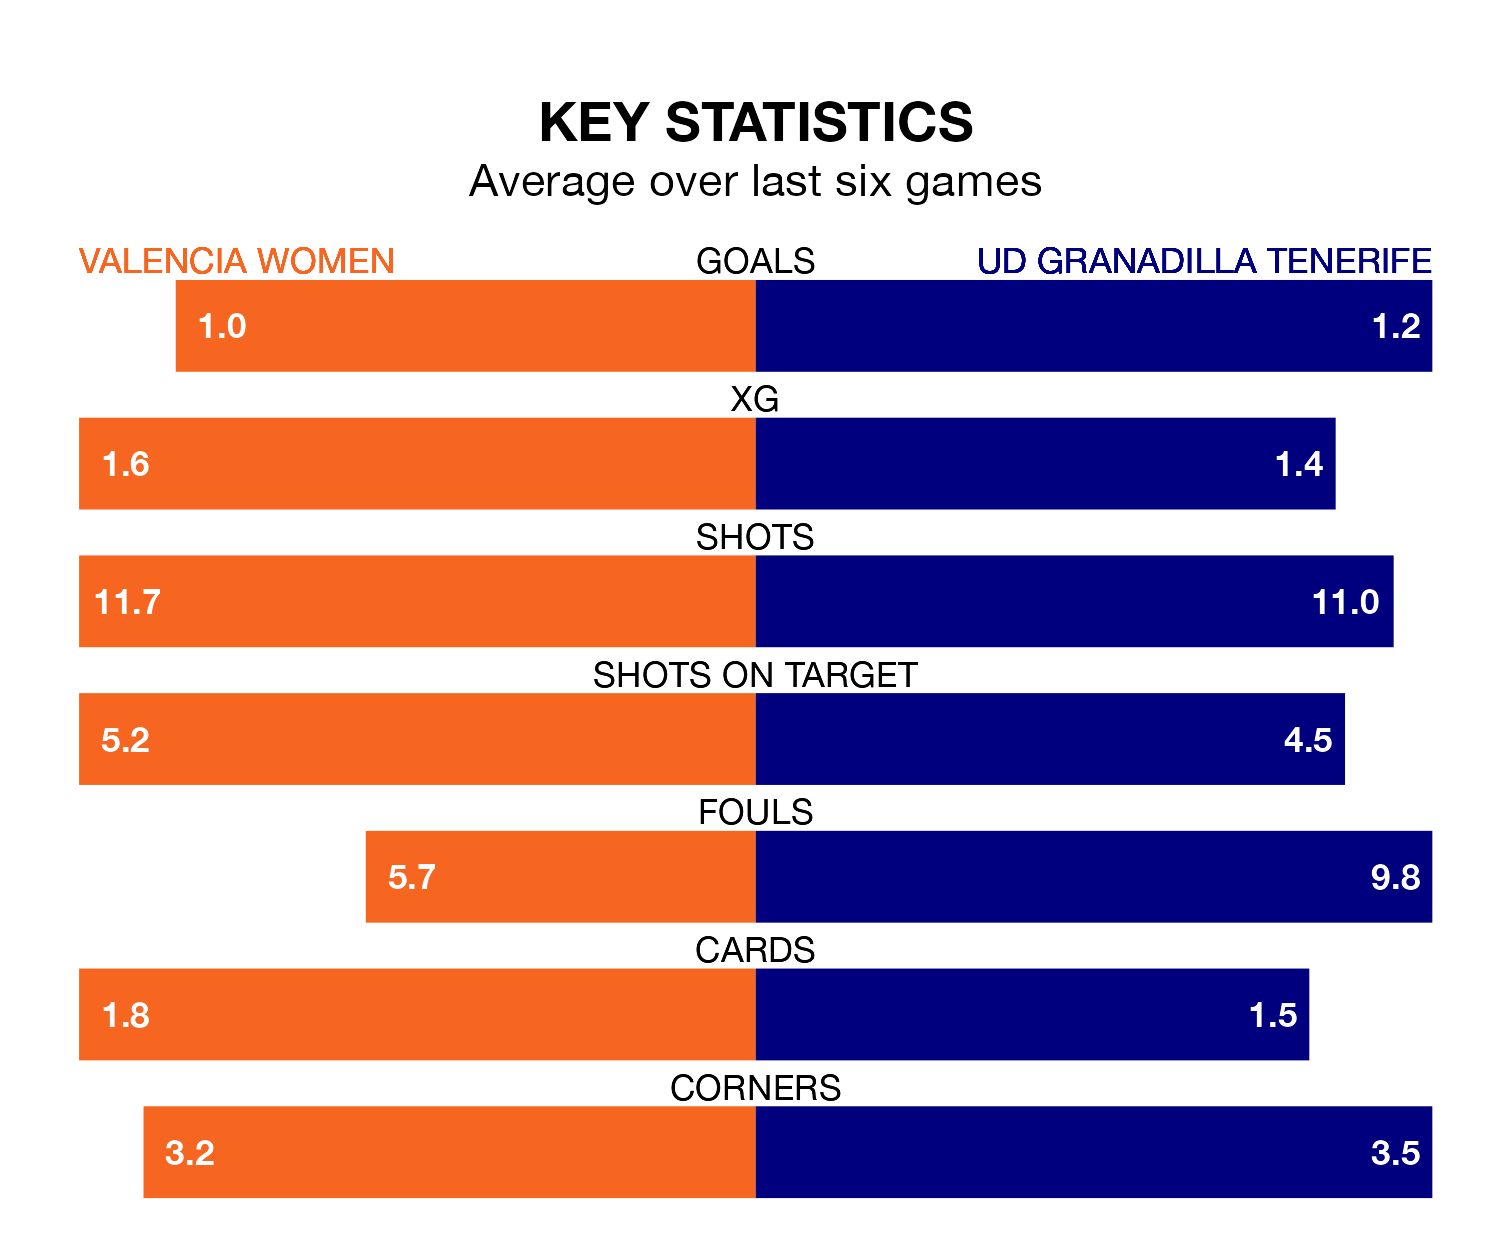 KEY STATISTICS
Average over last six games
VALENCIA WOMEN GOALS UD GRANADILLA TENERIFE
1.0 1.2
XG
1.6 1.4
SHOTS
11.7 11.0
SHOTS ON TARGET
5.2 4.5
FOULS
5.7 9.8
CARDS
1.8 1.5
CORNERS
3.2 3.5